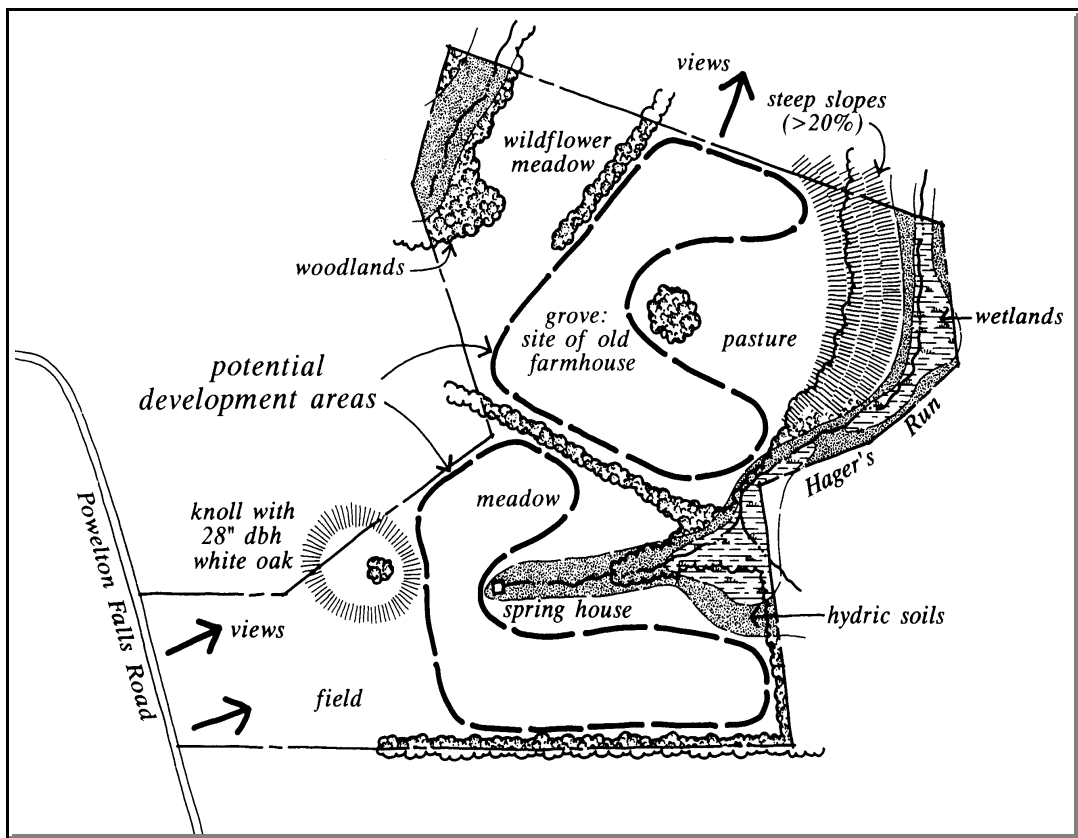 views
steep slopes
(>20%)
wildflower
meadow
woodlands
grove:
site of old
farmhouse
pasture
wetlands
potential
development areas
Hager's Run
meadow
knoll with
28" dbh
white oak
Powelton Falls Road
spring house
hydric soils
views
field